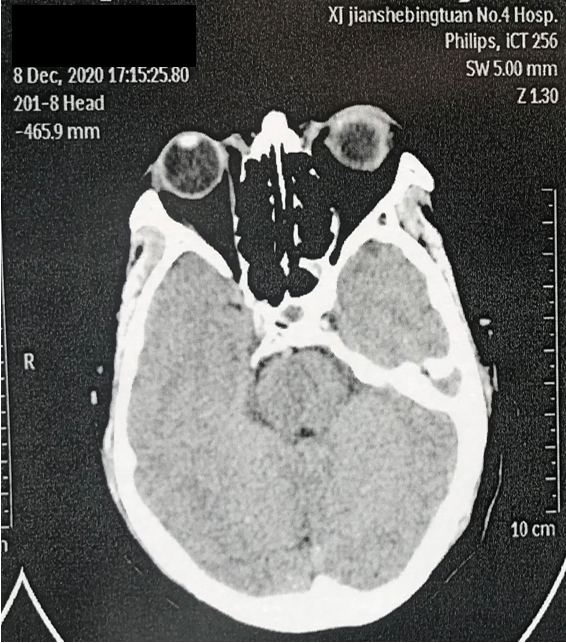 XJ jianshebingtuan No.4 Hosp.
Philips, iCT 256
SW 5.00 mm
Z 1.30
8 Dec, 2020 17:15:25.80
201-8 Head
-465.9 mm
R
10 cm